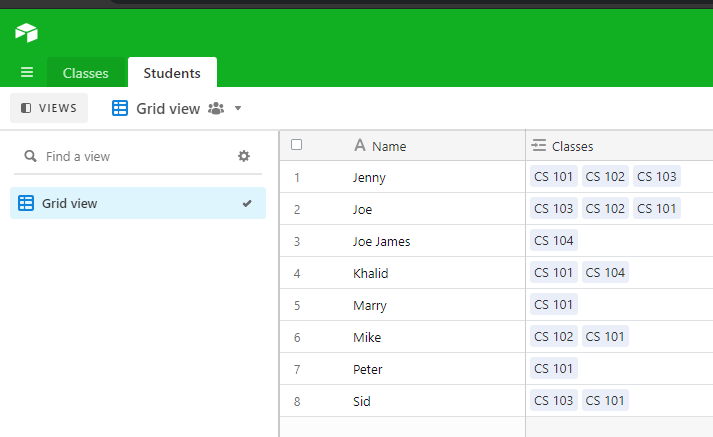 Classes Students
VIEWS Grid view
Find a view
Grid view
Name Classes
1 Jenny CS 101 CS 102 CS 103
2 Joe CS 103 CS 102 CS 101
3 Joe James CS 104
4 Khalid CS 101 CS 104
5 Marry CS 101
6 Mike CS 102 CS 101
7 Peter CS 101
8 Sid CS 103 CS 101